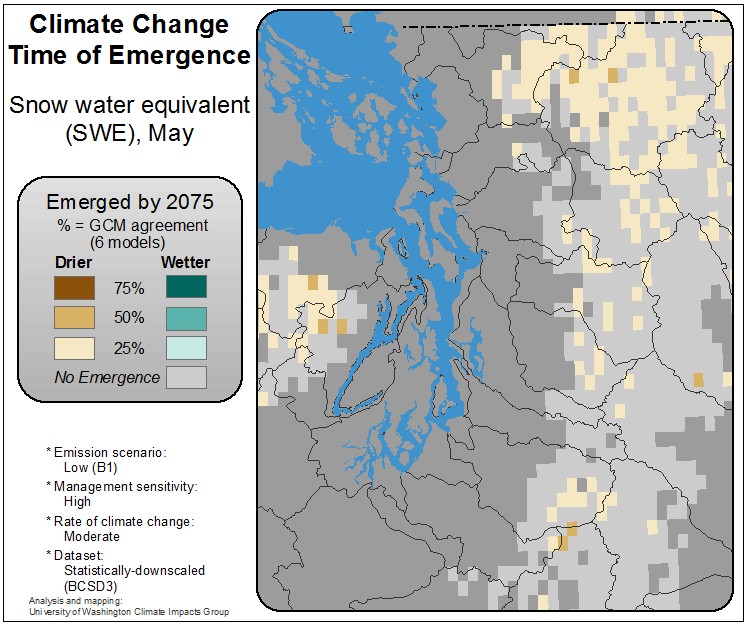 Climate Change
Time of Emergence
Snow water equivalent
(SWE), May
Emerged by 2075
% = GCM agreement
(6 models)
Drier Wetter
75%
50%
25%
No Emergence
* Emission scenario:
Low (B1)
* Management sensitivity:
High
* Rate of climate change:
Moderate
* Dataset:
Statistically-downscaled
(BCSD3)
Analysis and mapping:
University of Washington Climate Impacts Group